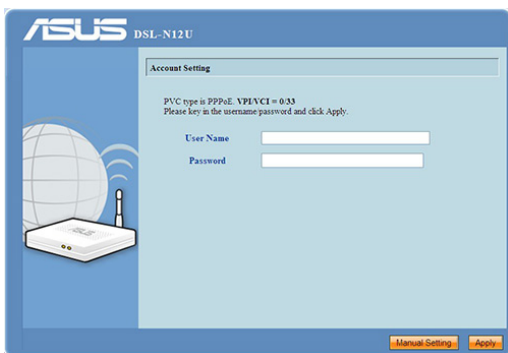 ASUS DSL-N12U
Account Setting
PVC type is PPPoE. VPI/VCI = 0/33
Please key in the username/password and click Apply.
User Name
Password
ASUS
Manual Setting Apply